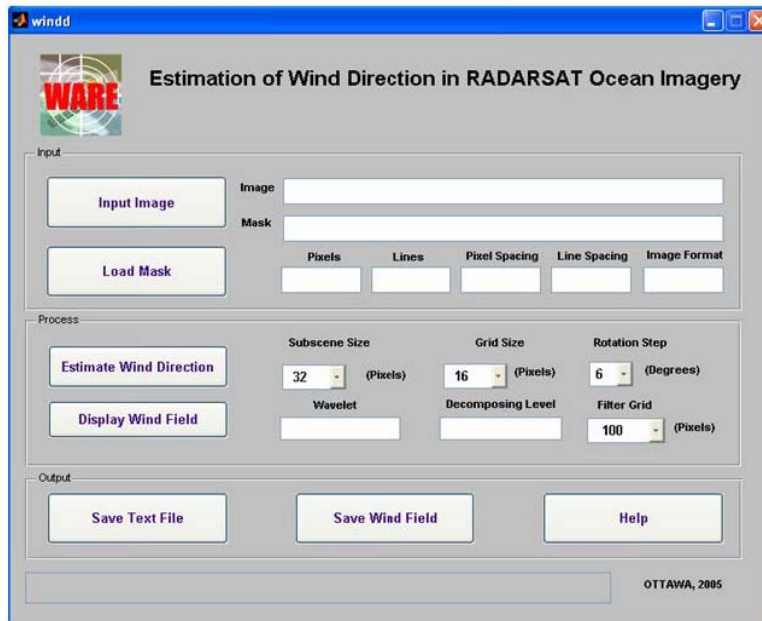 windd
WARE
Estimation of Wind Direction in RADARSAT Ocean Imagery
Input
Input Image
Image
Mask
Load Mask
Pixels Lines Pixel Spacing Line Spacing Image Format
Process
Subscene Size Grid Size Rotation Step
Estimate Wind Direction
32 (Pixels) 16 (Pixels) 6 (Degrees)
Wavelet Decomposing Level Filter Grid
Display Wind Field
100 (Pixels)
Output
Save Text File Save Wind Field Help
OTTAWA, 2005